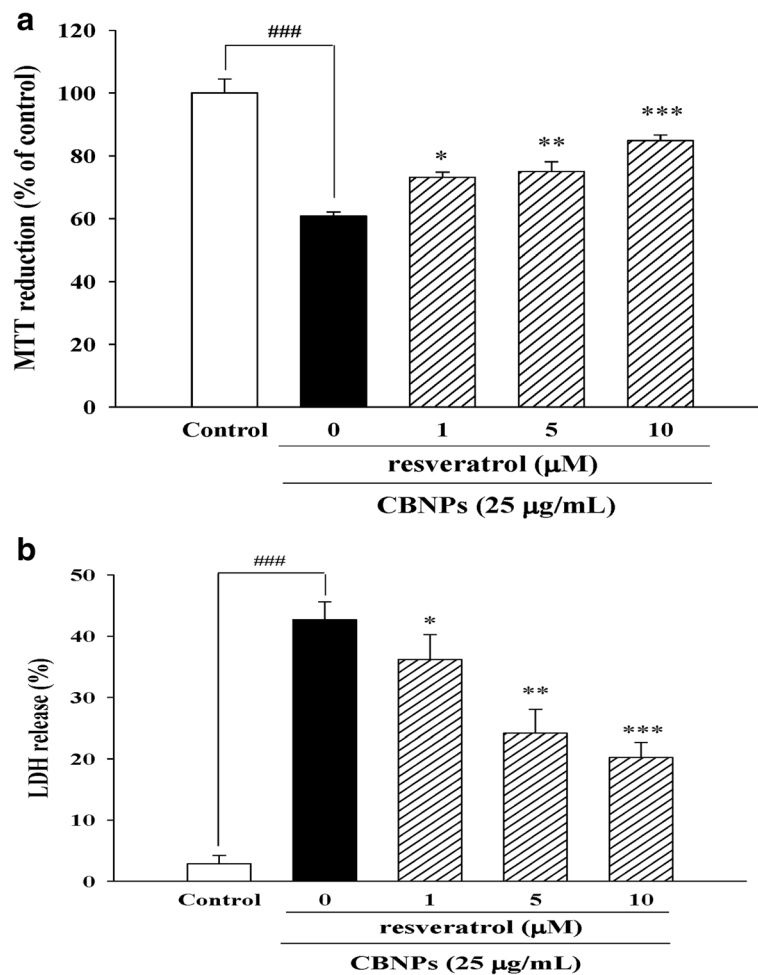 a
###
120
100
80
60
40
20
0
MTT reduction (% of control)
*
**
***
Control 0 1 5 10
resveratrol (μM)
CBNPs (25 μg/mL)
b
###
50
40
30
20
10
0
LDH release (%)
*
**
***
Control 0 1 5 10
resveratrol (μM)
CBNPs (25 μg/mL)